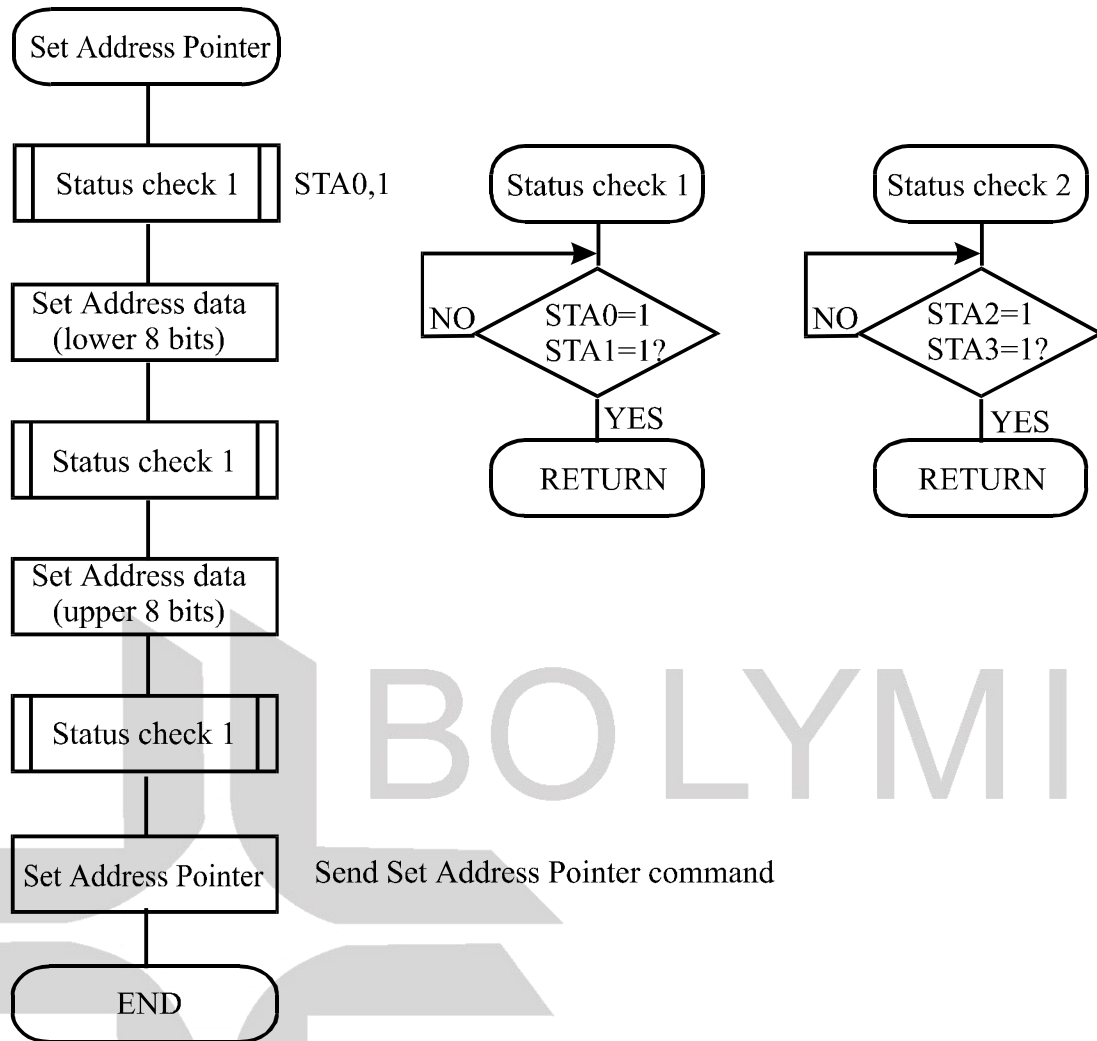 Set Address Pointer
Status check 1
STA0,1
Set Address data
(lower 8 bits)
Status check 1
Set Address data
(upper 8 bits)
Status check 1
Set Address Pointer
Send Set Address Pointer command
END
Status check 1
NO
STA0=1
STA1=1?
YES
RETURN
Status check 2
NO
STA2=1
STA3=1?
YES
RETURN
BOLYMI